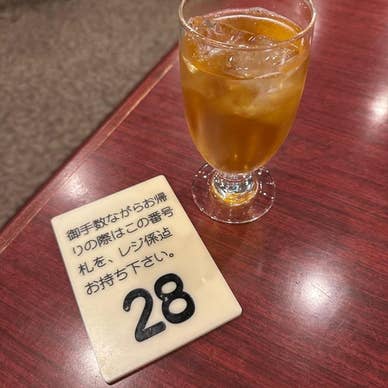 御手数ながらお帰
りの際はこの番号
札を、レジ係迄
お持ち下さい。
28